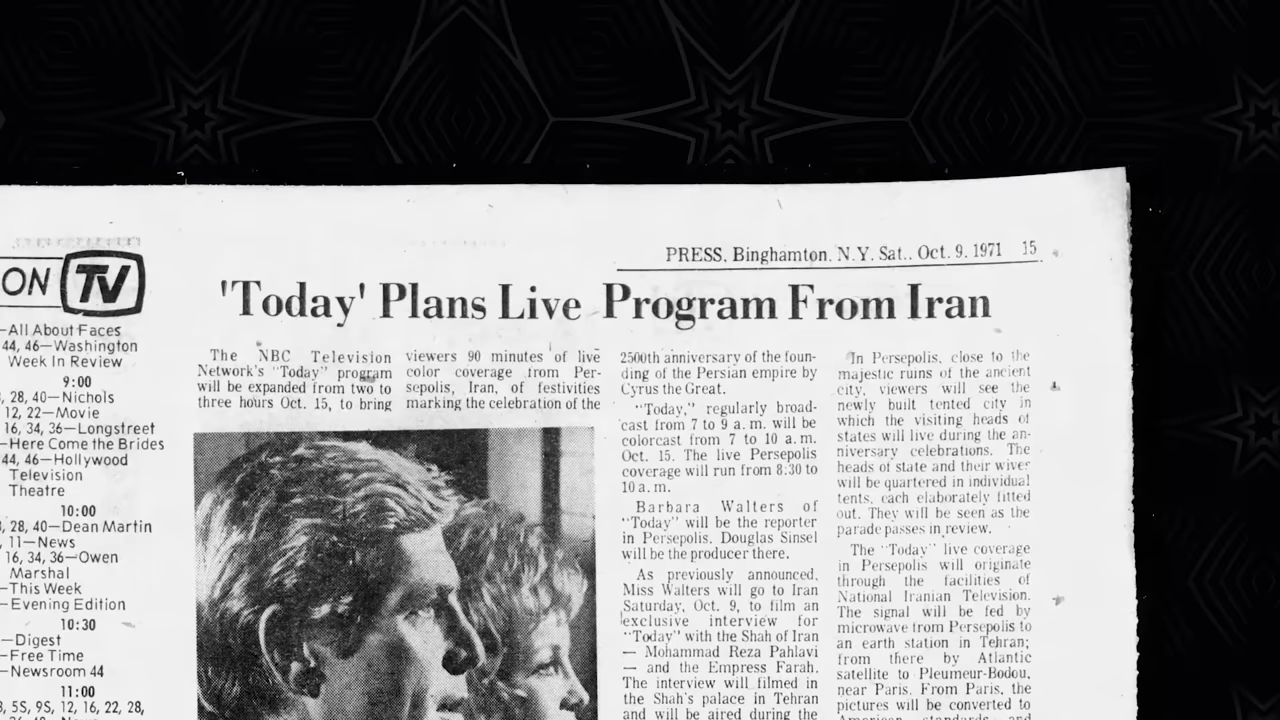 PRESS, Binghamton, N.Y. Sat., Oct. 9, 1971 15
ON TV
—All About Faces
44, 46—Washington
Week In Review
9:00
, 28, 40—Nichols
12, 22—Movie
16, 34, 36—Longstreet
—Here Come the Brides
44, 46—Hollywood
Television
Theatre
10:00
, 28, 40—Dean Martin
, 11—News
16, 34, 36—Owen
Marshal
—This Week
—Evening Edition
10:30
—Digest
—Free Time
—Newsroom 44
11:00
, 5S, 9S, 12, 16, 22, 28,
'Today' Plans Live Program From Iran
The NBC Television
Network's "Today" program
will be expanded from two to
three hours Oct. 15, to bring
viewers 90 minutes of live
color coverage from Per-
sepolis, Iran, of festivities
marking the celebration of the
2500th anniversary of the foun-
ding of the Persian empire by
Cyrus the Great.
"Today," regularly broad-
cast from 7 to 9 a. m. will be
colorcast from 7 to 10 a.m.
Oct. 15. The live Persepolis
coverage will run from 8:30 to
10 a.m.
Barbara Walters of
"Today" will be the reporter
in Persepolis. Douglas Sinsel
will be the producer there.
As previously announced,
Miss Walters will go to Iran
Saturday, Oct. 9, to film an
exclusive interview for
"Today" with the Shah of Iran
— Mohammad Reza Pahlavi
— and the Empress Farah.
The interview will filmed in
the Shah's palace in Tehran
and will be aired during the
In Persepolis, close to the
majestic ruins of the ancient
city, viewers will see the
newly built tented city in
which the visiting heads of
states will live during the an-
niversary celebrations. The
heads of state and their wives
will be quartered in individual
tents, each elaborately fitted
out. They will be seen as the
parade passes in review.
The "Today" live coverage
in Persepolis will originate
through the facilities of
National Iranian Television.
The signal will be fed by
microwave from Persepolis to
an earth station in Tehran;
from there by Atlantic
satellite to Pleumeur-Bodou,
near Paris. From Paris, the
pictures will be converted to
American standards and